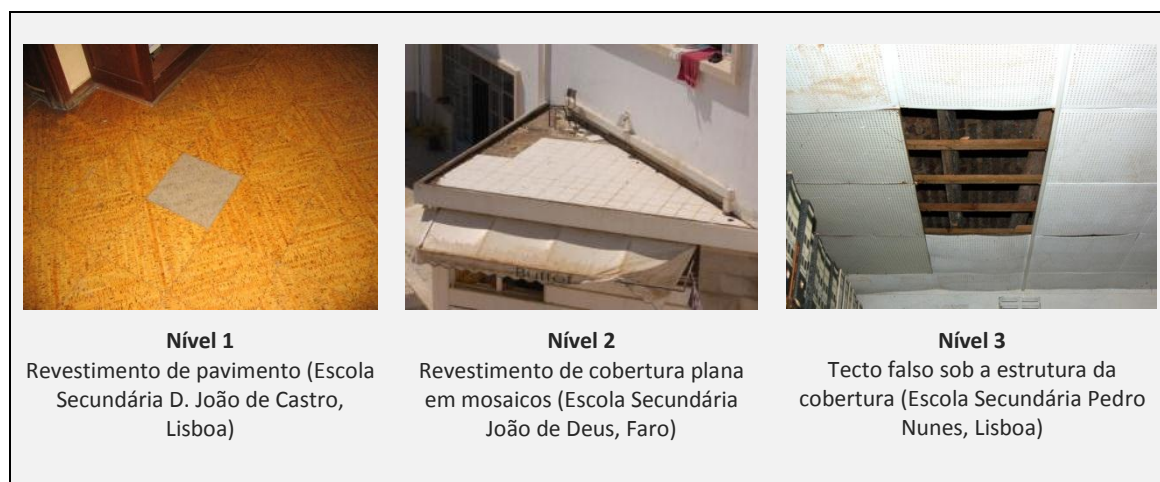 Nível 1
Revestimento de pavimento (Escola
Secundária D. João de Castro,
Lisboa)
Nível 2
Revestimento de cobertura plana
em mosaicos (Escola Secundária
João de Deus, Faro)
Nível 3
Tecto falso sob a estrutura da
cobertura (Escola Secundária Pedro
Nunes, Lisboa)